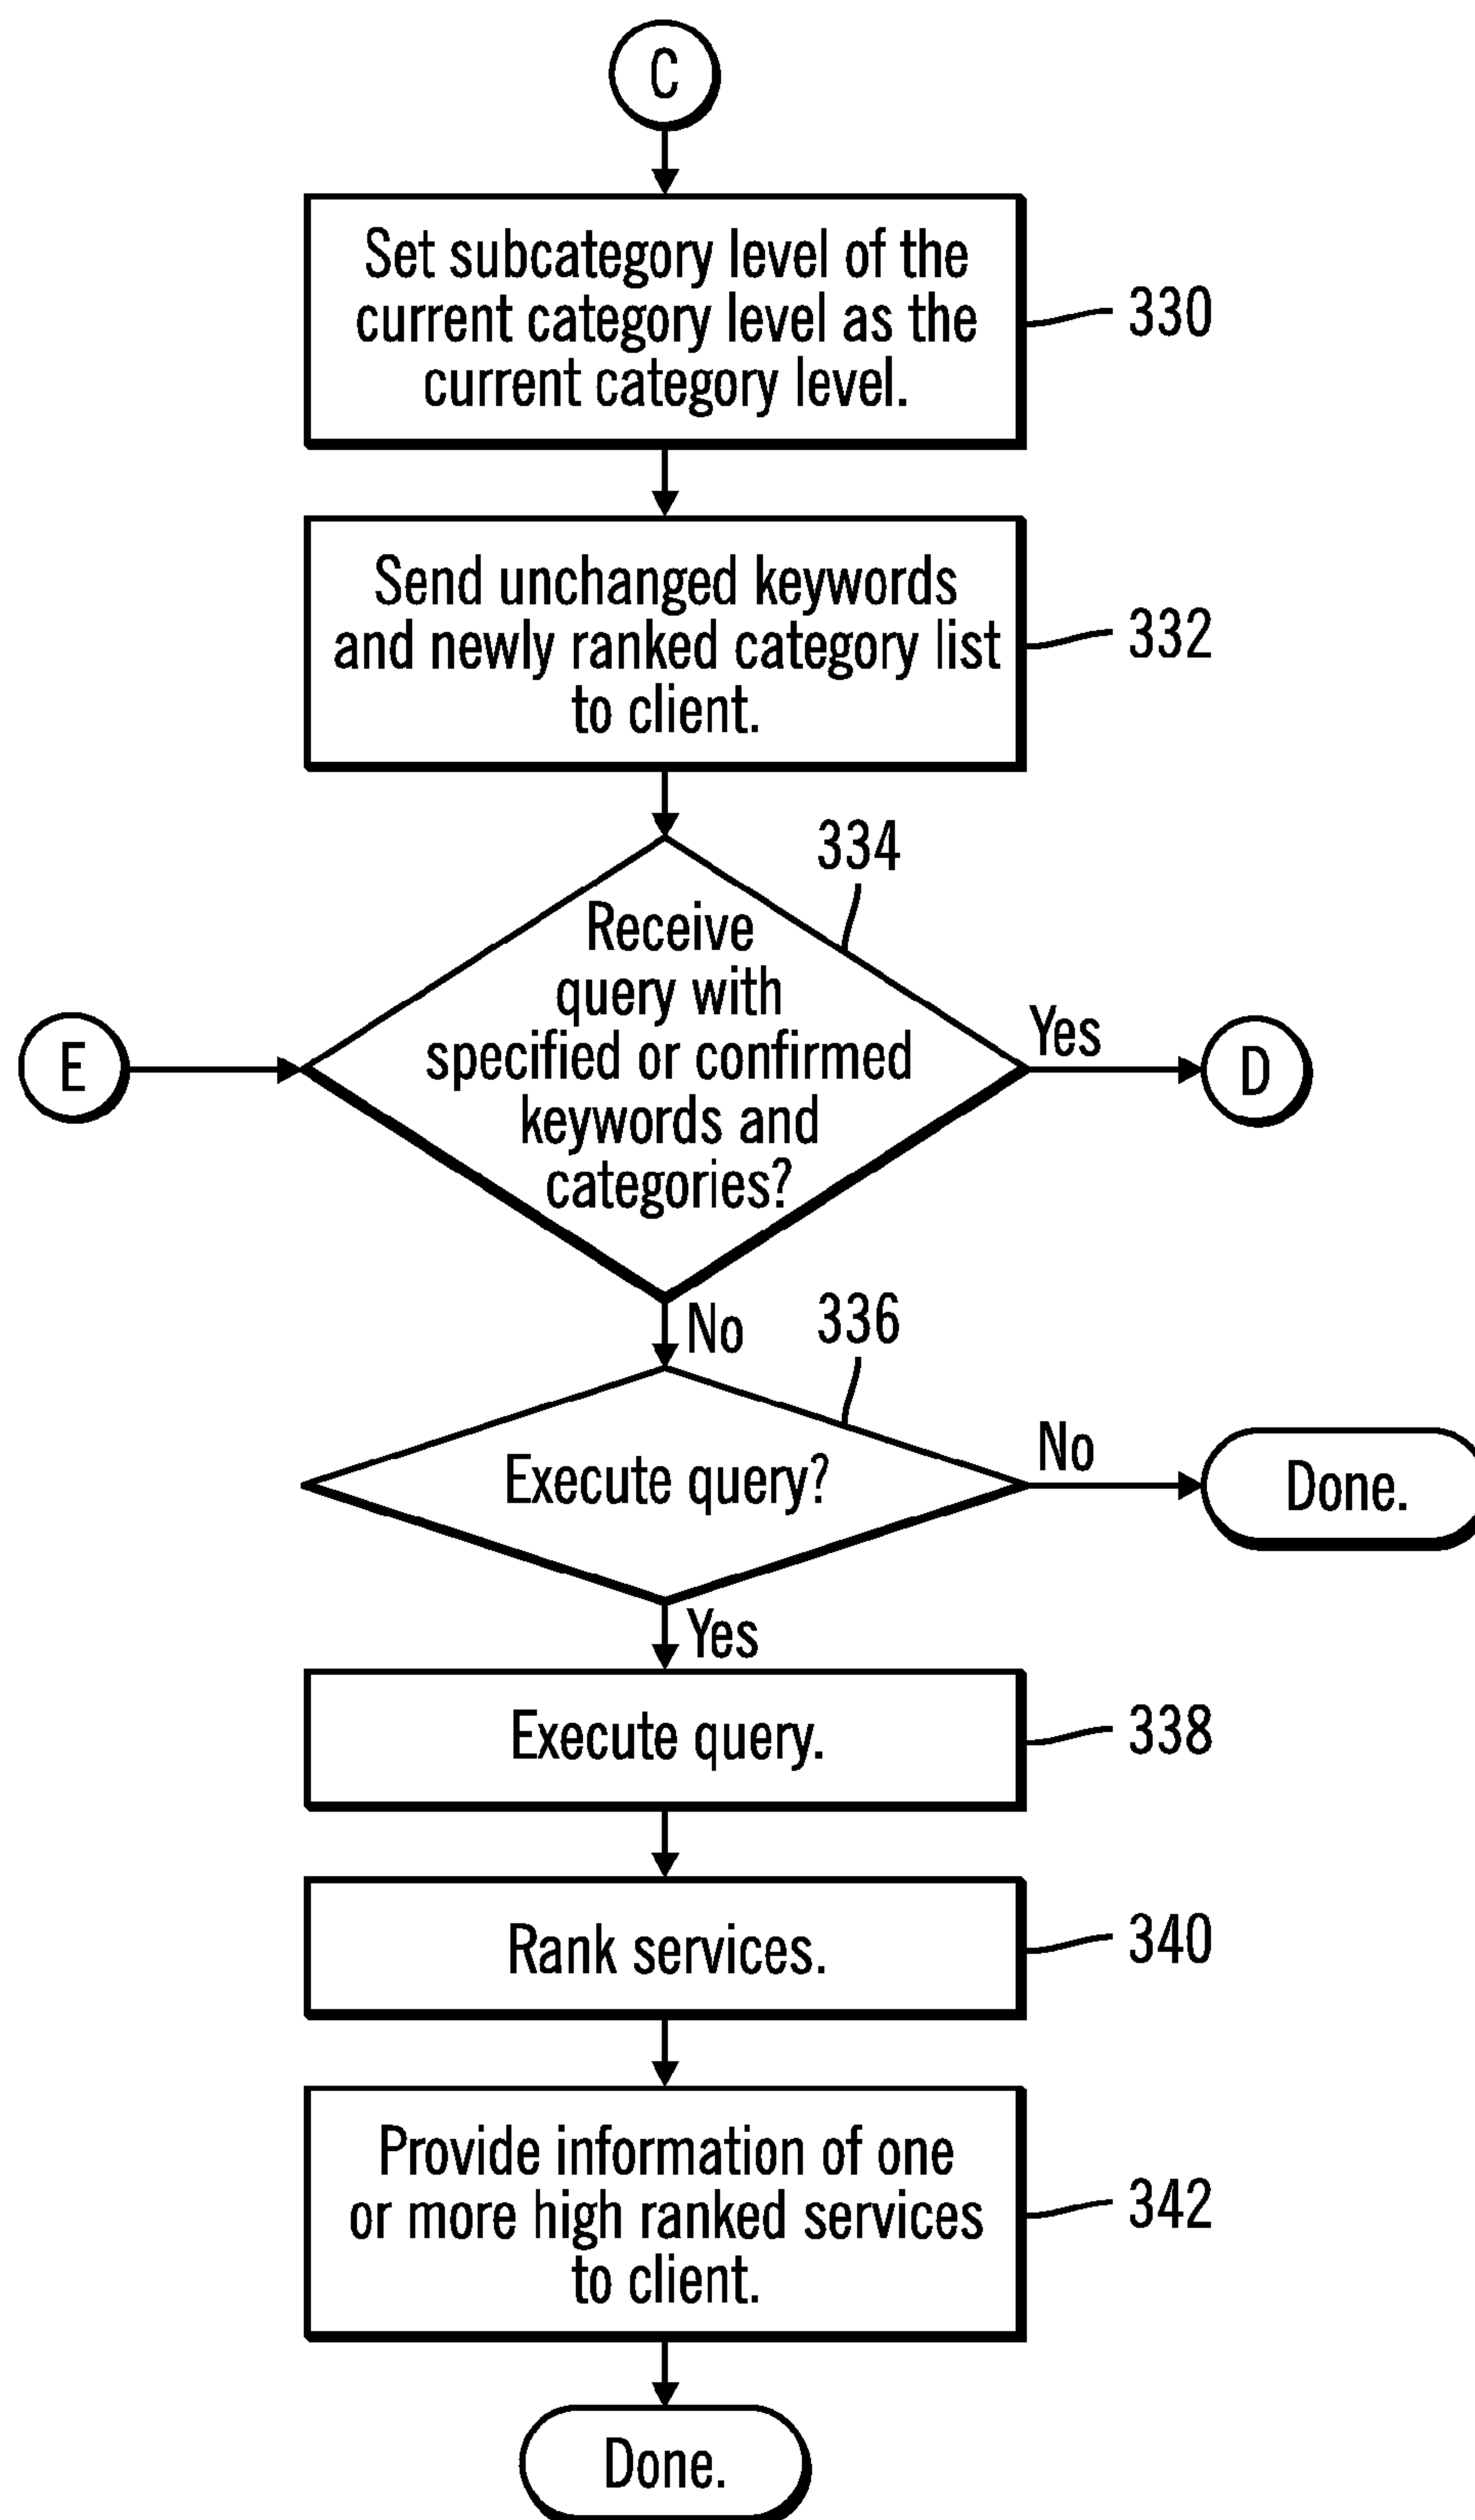 C
Set subcategory level of the
current category level as the
current category level.
330
Send unchanged keywords
and newly ranked category list
to client.
332
334
Receive
query with
specified or confirmed
keywords and
categories?
E
Yes
D
No
336
Execute query?
No
Done.
Yes
Execute query.
338
Rank services.
340
Provide information of one
or more high ranked services
to client.
342
Done.